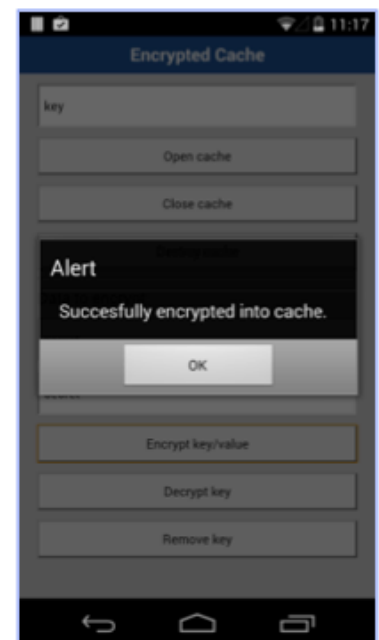 11:17
Encrypted Cache
key
Open cache
Close cache
Alert
Succesfully encrypted into cache.
OK
Encrypt key/value
Decrypt key
Remove key